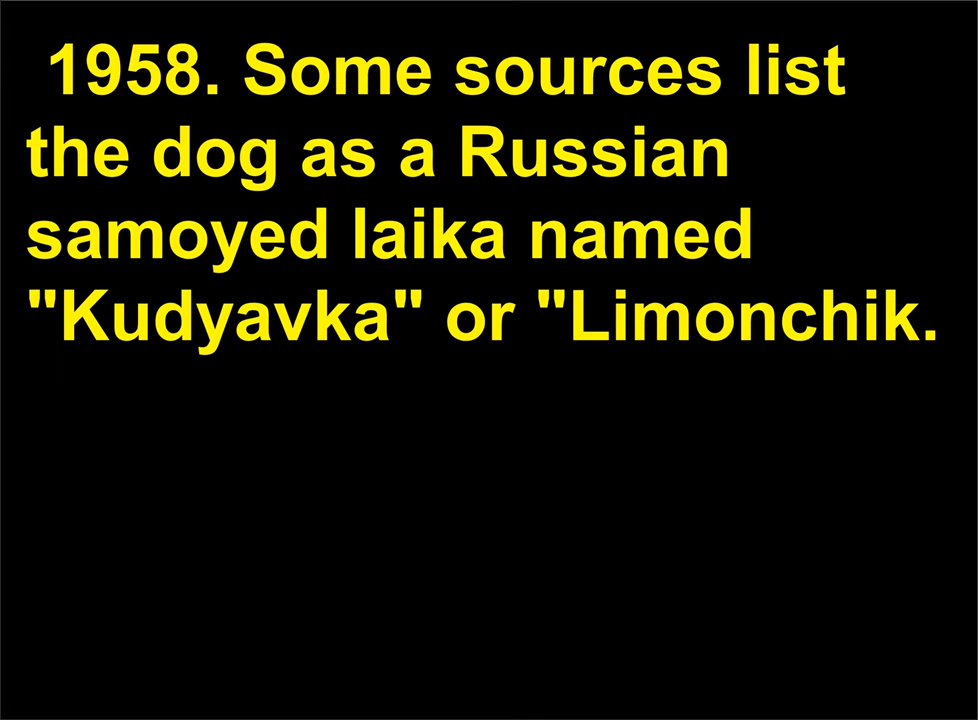 1958. Some sources list
the dog as a Russian
samoyed laika named
"Kudyavka" or "Limonchik.